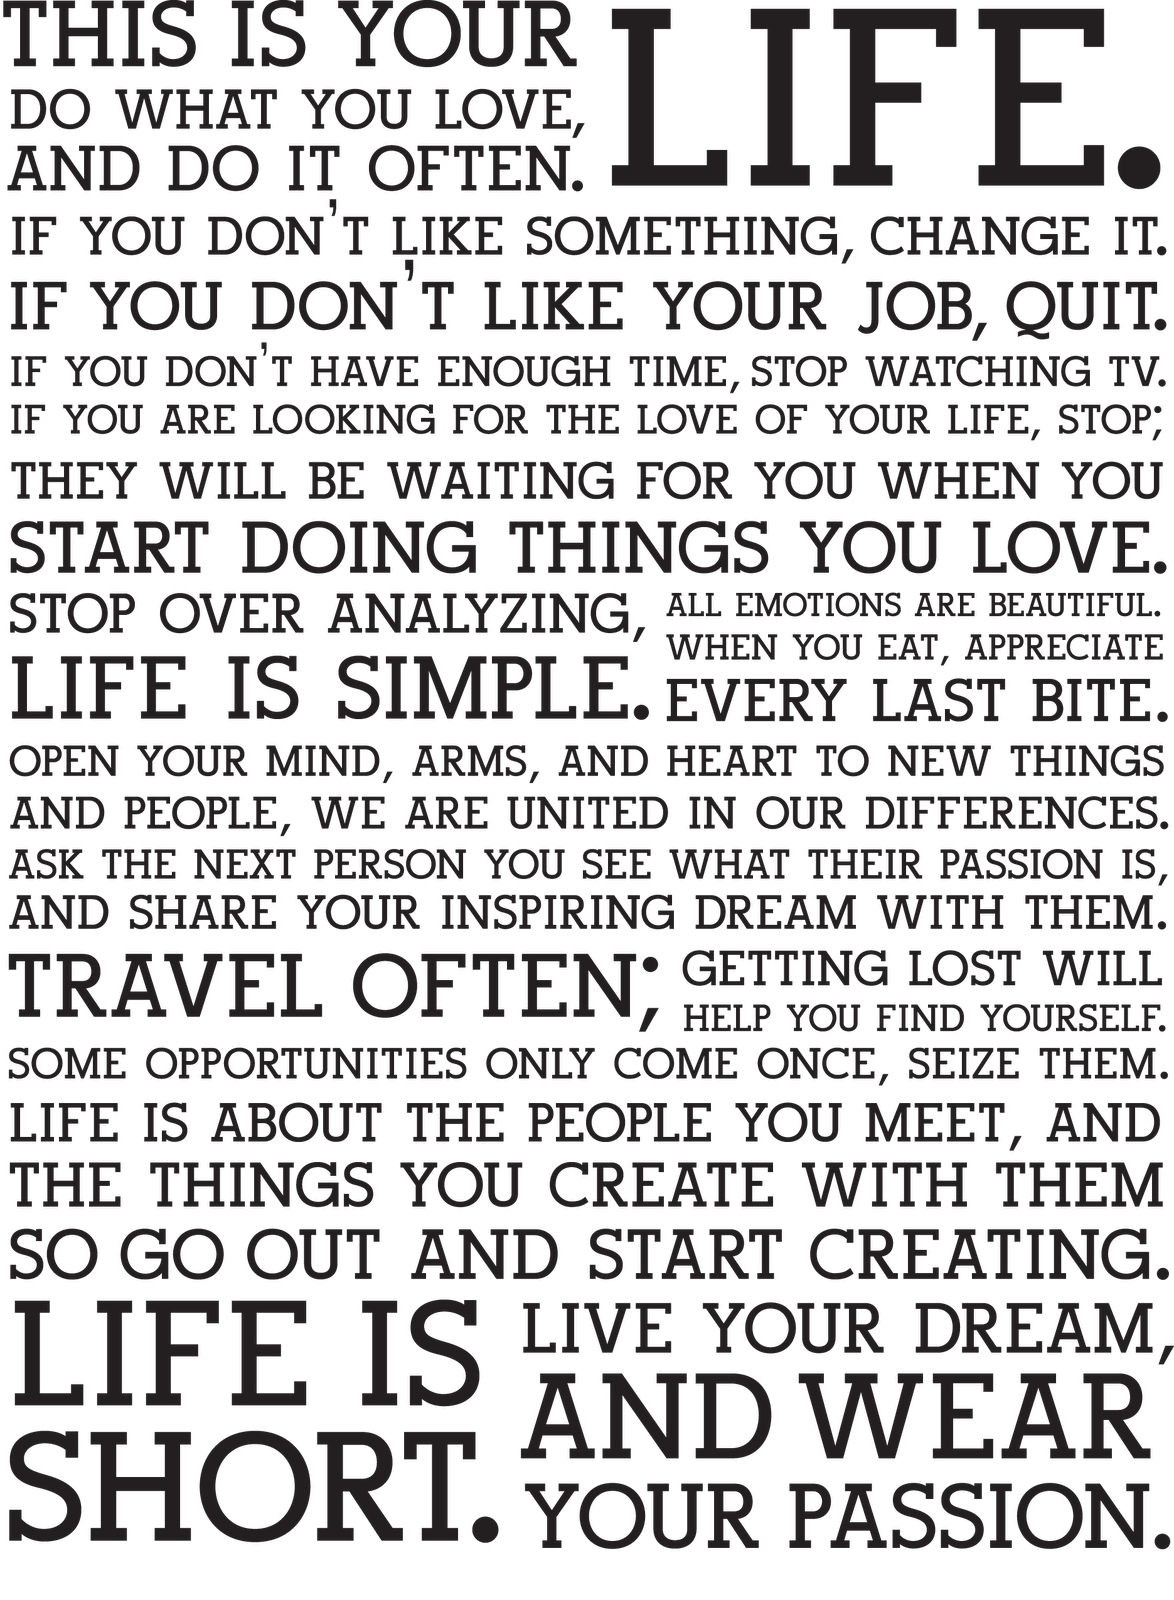 THIS IS YOUR
LIFE.
DO WHAT YOU LOVE,
AND DO IT OFTEN.
IF YOU DON'T LIKE SOMETHING, CHANGE IT.
IF YOU DON'T LIKE YOUR JOB, QUIT.
IF YOU DON'T HAVE ENOUGH TIME, STOP WATCHING TV.
IF YOU ARE LOOKING FOR THE LOVE OF YOUR LIFE, STOP;
THEY WILL BE WAITING FOR YOU WHEN YOU
START DOING THINGS YOU LOVE.
STOP OVER ANALYZING,
LIFE IS SIMPLE.
ALL EMOTIONS ARE BEAUTIFUL.
WHEN YOU EAT, APPRECIATE
EVERY LAST BITE.
OPEN YOUR MIND, ARMS, AND HEART TO NEW THINGS
AND PEOPLE, WE ARE UNITED IN OUR DIFFERENCES.
ASK THE NEXT PERSON YOU SEE WHAT THEIR PASSION IS,
AND SHARE YOUR INSPIRING DREAM WITH THEM.
TRAVEL OFTEN;
GETTING LOST WILL
HELP YOU FIND YOURSELF.
SOME OPPORTUNITIES ONLY COME ONCE, SEIZE THEM.
LIFE IS ABOUT THE PEOPLE YOU MEET, AND
THE THINGS YOU CREATE WITH THEM
SO GO OUT AND START CREATING.
LIFE IS
SHORT.
LIVE YOUR DREAM,
AND WEAR
YOUR PASSION.